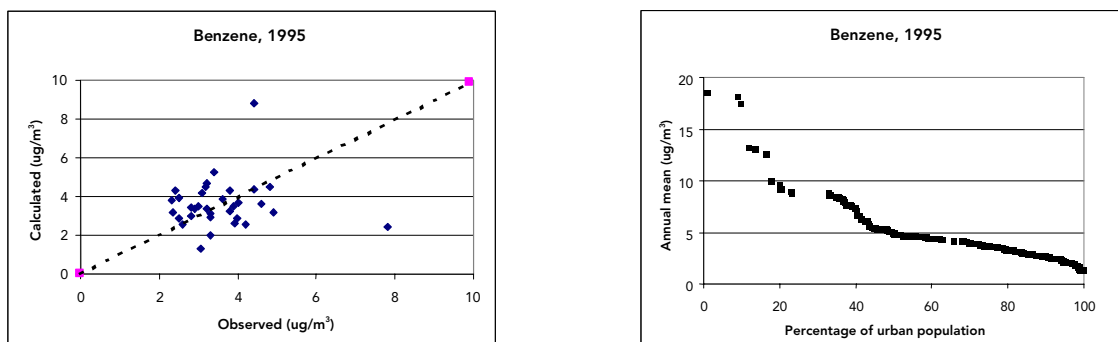 Benzene, 1995
Calculated (ug/m³)
10
8
6
4
2
0
0 2 4 6 8 10
Observed (ug/m³)
Benzene, 1995
Annual mean (ug/m³)
20
15
10
5
0
0 20 40 60 80 100
Percentage of urban population